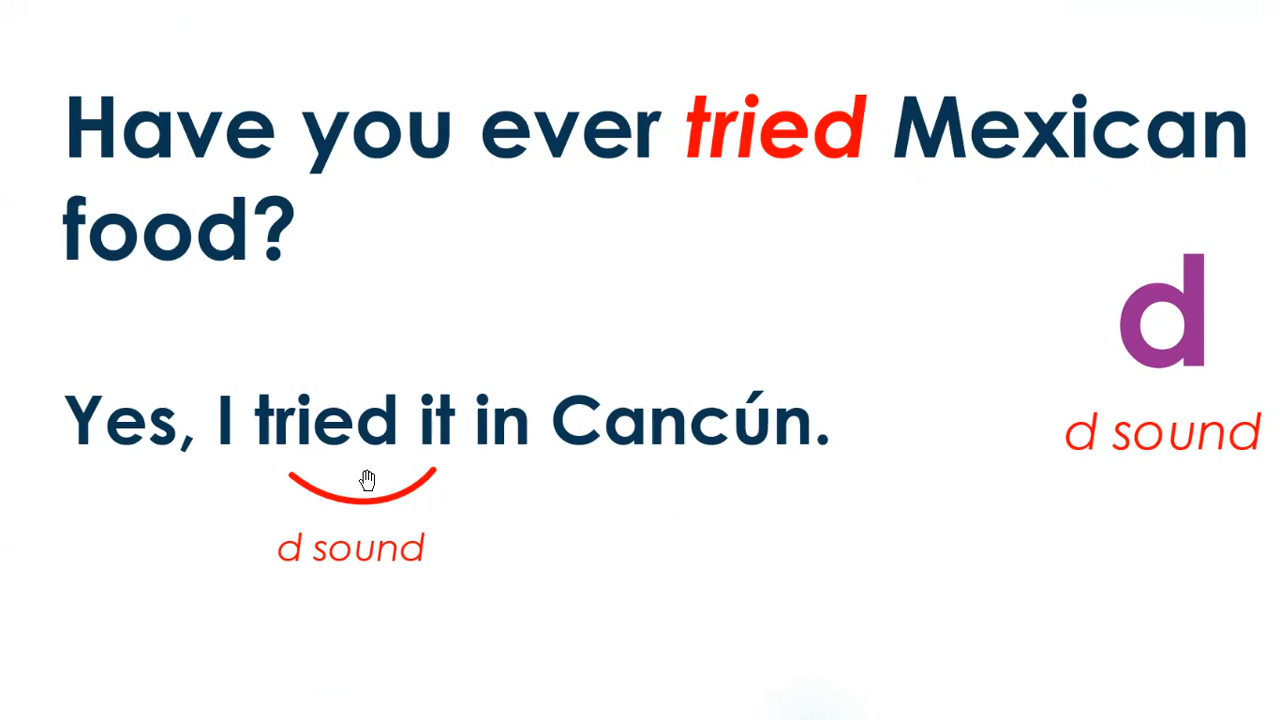 Have you ever tried Mexican
food?
d
d sound
Yes, I tried it in Cancún.
d sound